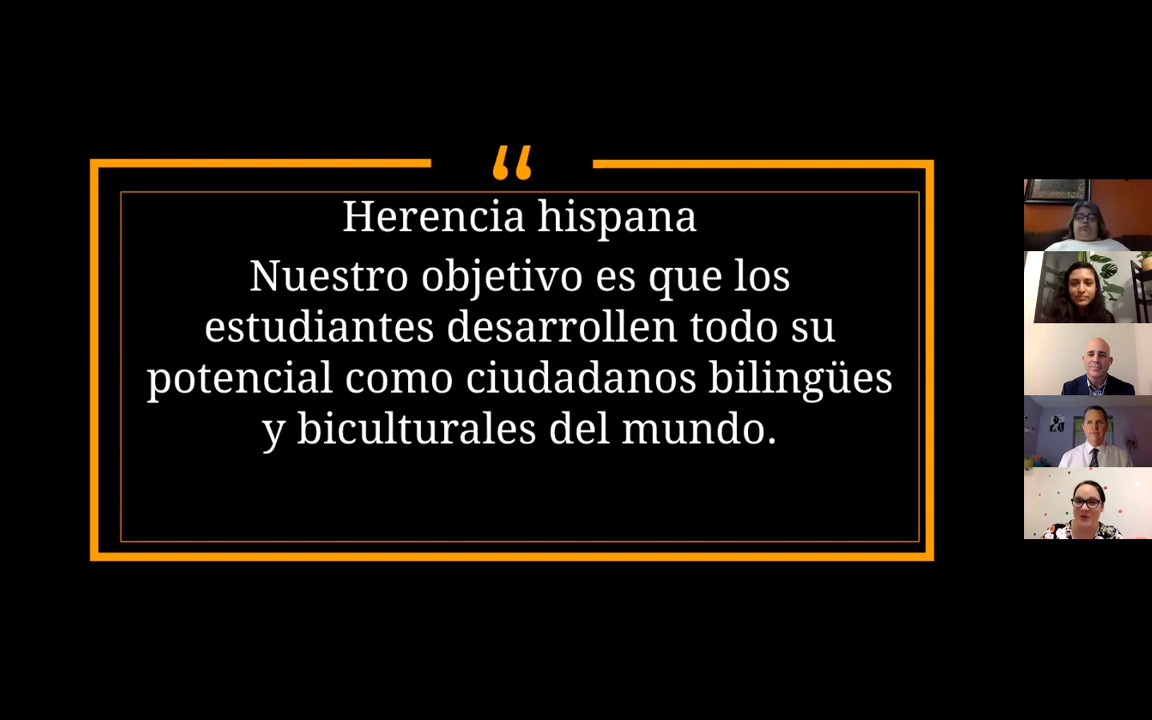 “
Herencia hispana
Nuestro objetivo es que los
estudiantes desarrollen todo su
potencial como ciudadanos bilingües
y biculturales del mundo.